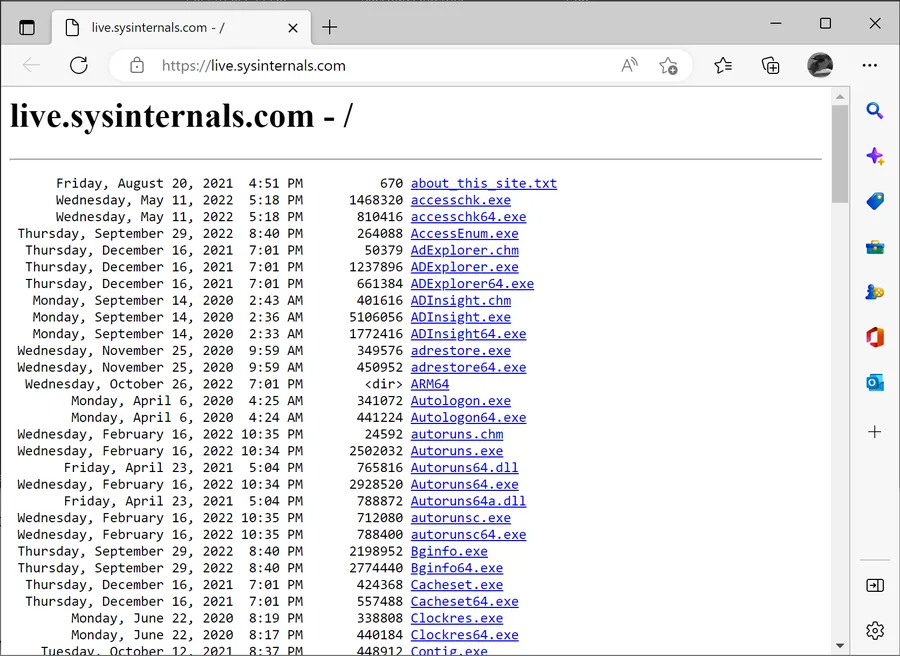 live.sysinternals.com - /
https://live.sysinternals.com
live.sysinternals.com - /
Friday, August 20, 2021 4:51 PM 670 about_this_site.txt
Wednesday, May 11, 2022 5:18 PM 1468320 accesschk.exe
Wednesday, May 11, 2022 5:18 PM 810416 accesschk64.exe
Thursday, September 29, 2022 8:40 PM 264088 AccessEnum.exe
Thursday, December 16, 2021 7:01 PM 50379 AdExplorer.chm
Thursday, December 16, 2021 7:01 PM 1237896 ADExplorer.exe
Thursday, December 16, 2021 7:01 PM 661384 ADExplorer64.exe
Monday, September 14, 2020 2:43 AM 401616 ADInsight.chm
Monday, September 14, 2020 2:36 AM 5106056 ADInsight.exe
Monday, September 14, 2020 2:33 AM 1772416 ADInsight64.exe
Wednesday, November 25, 2020 9:59 AM 349576 adrestore.exe
Wednesday, November 25, 2020 9:59 AM 450952 adrestore64.exe
Wednesday, October 26, 2022 7:01 PM <dir> ARM64
Monday, April 6, 2020 4:25 AM 341072 Autologon.exe
Monday, April 6, 2020 4:24 AM 441224 Autologon64.exe
Wednesday, February 16, 2022 10:35 PM 24592 autoruns.chm
Wednesday, February 16, 2022 10:34 PM 2502032 Autoruns.exe
Friday, April 23, 2021 5:04 PM 765816 Autoruns64.dll
Wednesday, February 16, 2022 10:34 PM 2928520 Autoruns64.exe
Friday, April 23, 2021 5:04 PM 788872 Autoruns64a.dll
Wednesday, February 16, 2022 10:35 PM 712080 autorunsc.exe
Wednesday, February 16, 2022 10:35 PM 788400 autorunsc64.exe
Thursday, September 29, 2022 8:40 PM 2198952 Bginfo.exe
Thursday, September 29, 2022 8:40 PM 2774440 Bginfo64.exe
Thursday, December 16, 2021 7:01 PM 424368 Cacheset.exe
Thursday, December 16, 2021 7:01 PM 557488 Cacheset64.exe
Monday, June 22, 2020 8:19 PM 338808 Clockres.exe
Monday, June 22, 2020 8:17 PM 440184 Clockres64.exe
Tuesday, October 12, 2021 8:37 PM 448912 Contig.exe